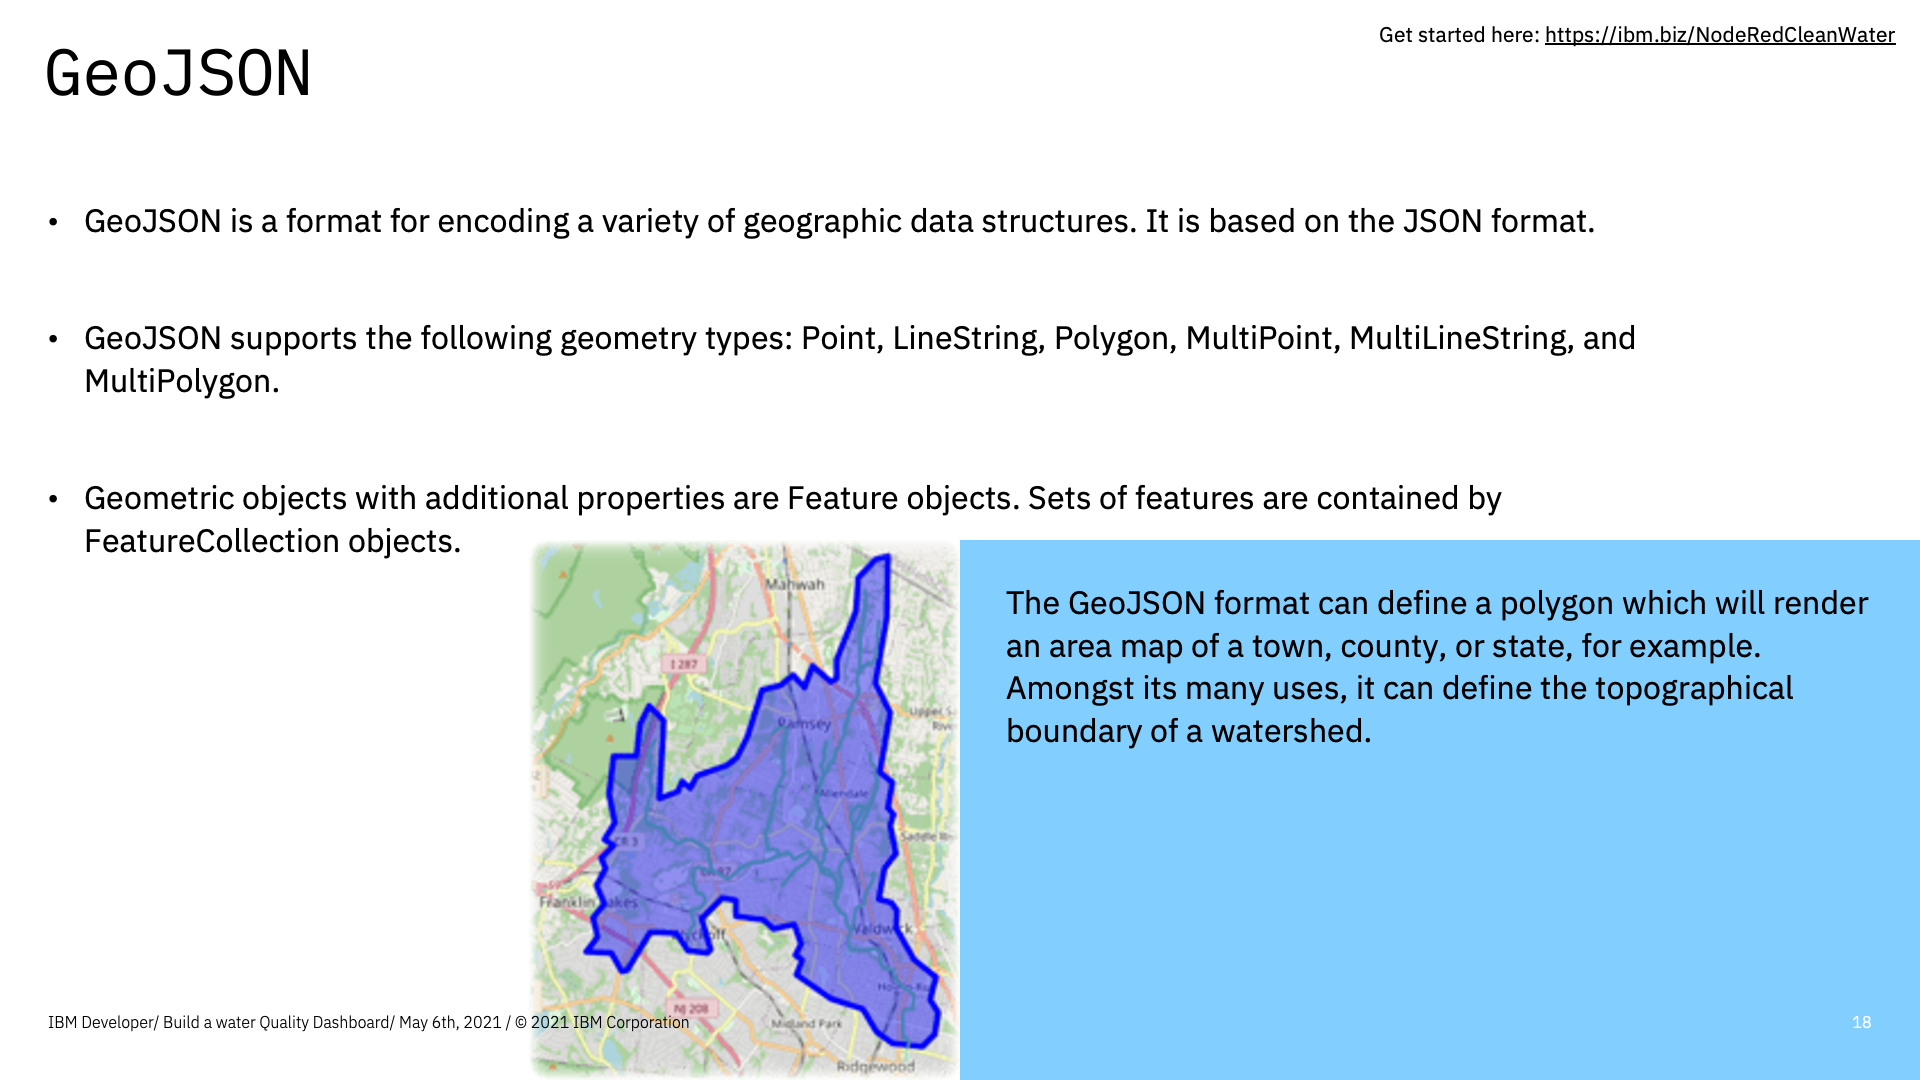 Get started here: https://ibm.biz/NodeRedCleanWater
GeoJSON
• GeoJSON is a format for encoding a variety of geographic data structures. It is based on the JSON format.
• GeoJSON supports the following geometry types: Point, LineString, Polygon, MultiPoint, MultiLineString, and
MultiPolygon.
• Geometric objects with additional properties are Feature objects. Sets of features are contained by
FeatureCollection objects.
The GeoJSON format can define a polygon which will render
an area map of a town, county, or state, for example.
Amongst its many uses, it can define the topographical
boundary of a watershed.
Mahwah
I 287
Ramsey
Upper S
Allendale
CR 3
Saddle
Franklin Lakes
Wyckoff
Waldwick
NJ 208
Midland Park
Ridgewood
IBM Developer/ Build a water Quality Dashboard/ May 6th, 2021 / © 2021 IBM Corporation
18